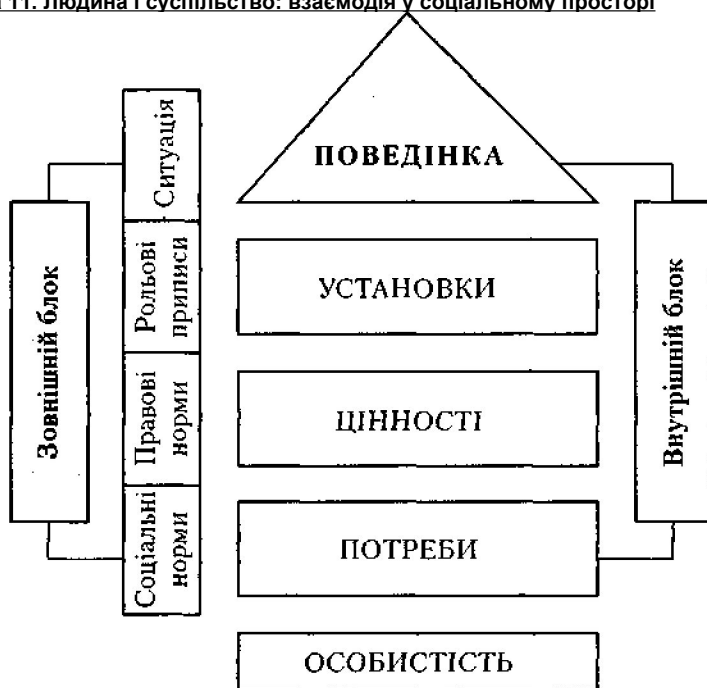 11. Людина і суспільство: взаємодія у соціальному просторі
ПОВЕДІНКА
Ситуація
Рольові
приписи
Правові
норми
Соціальні
норми
Зовнішній блок
УСТАНОВКИ
ЦІННОСТІ
ПОТРЕБИ
ОСОБИСТІСТЬ
Внутрішній блок